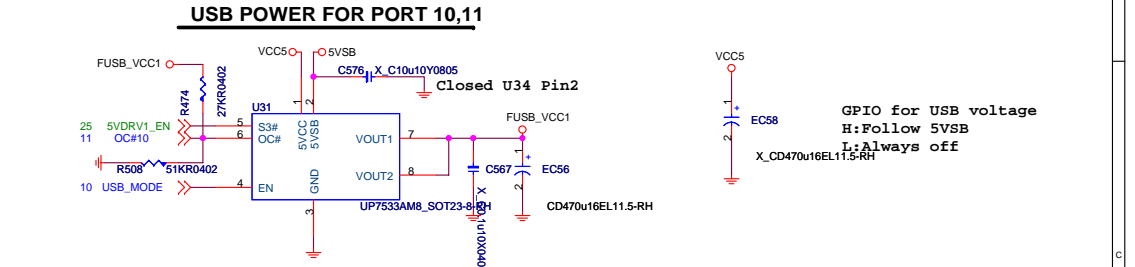 USB POWER FOR PORT 10,11
VCC5
5VSB
FUSB_VCC1
C576
X_C10u10Y0805
Closed U34 Pin2
R474
27KR0402
U31
1
2
25
5VDRV1_EN
5
S3#
11
OC#10
6
OC#
5VCC
5VSB
VOUT1
7
FUSB_VCC1
R508
51KR0402
VOUT2
8
C567
1
+
EC56
2
10
USB_MODE
4
EN
GND
3
UP7533AM8_SOT23-8-RH
X_C0.1u10X040
CD470u16EL11.5-RH
VCC5
1
+
EC58
2
X_CD470u16EL11.5-RH
GPIO for USB voltage
H:Follow 5VSB
L:Always off
C